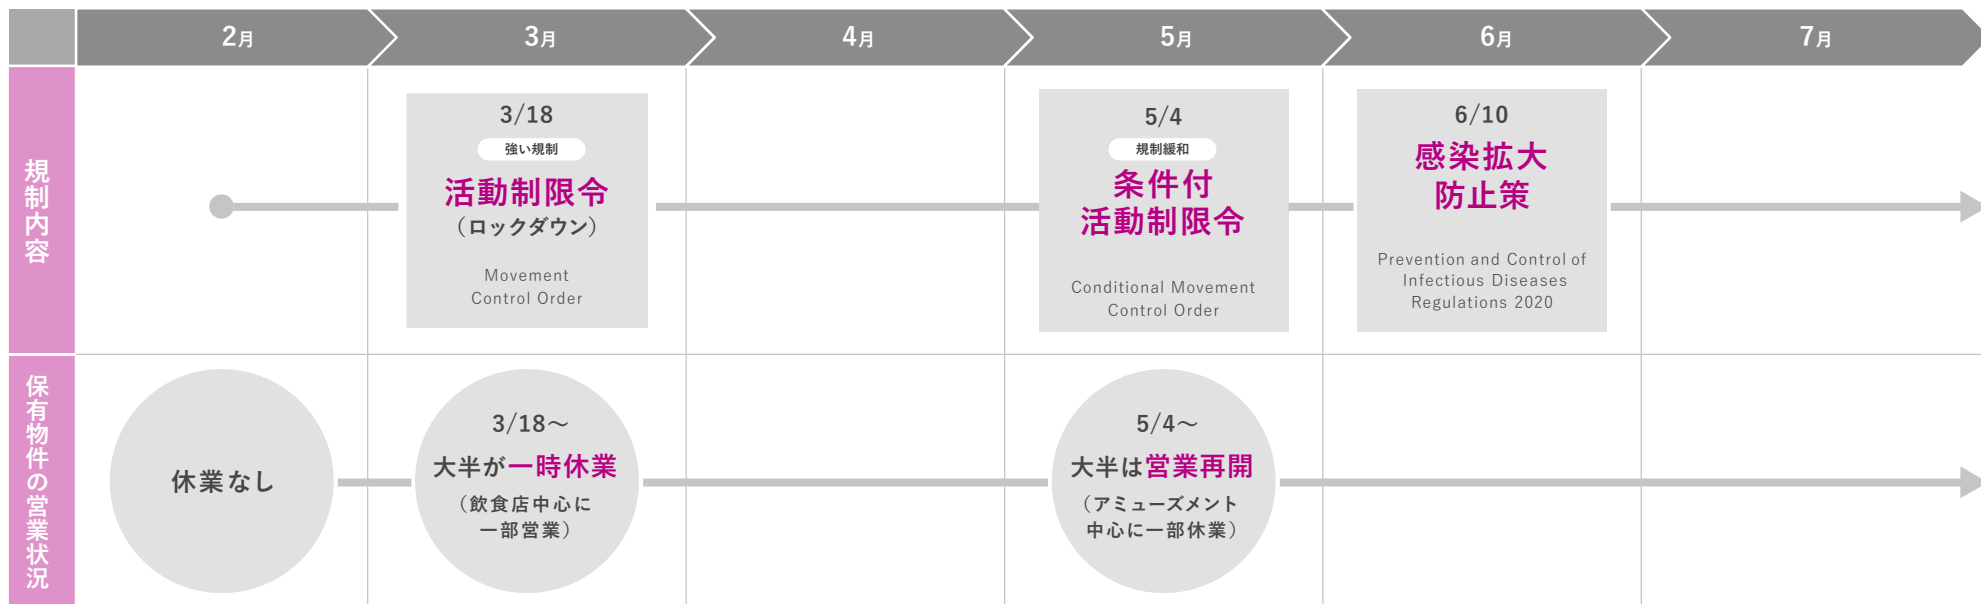 2月
3月
4月
5月
6月
7月
規制内容
3/18
強い規制
活動制限令
（ロックダウン）
Movement
Control Order
5/4
規制緩和
条件付
活動制限令
Conditional Movement
Control Order
6/10
感染拡大
防止策
Prevention and Control of
Infectious Diseases
Regulations 2020
保有物件の営業状況
休業なし
3/18～
大半が一時休業
（飲食店中心に
一部営業）
5/4～
大半は営業再開
（アミューズメント
中心に一部休業）